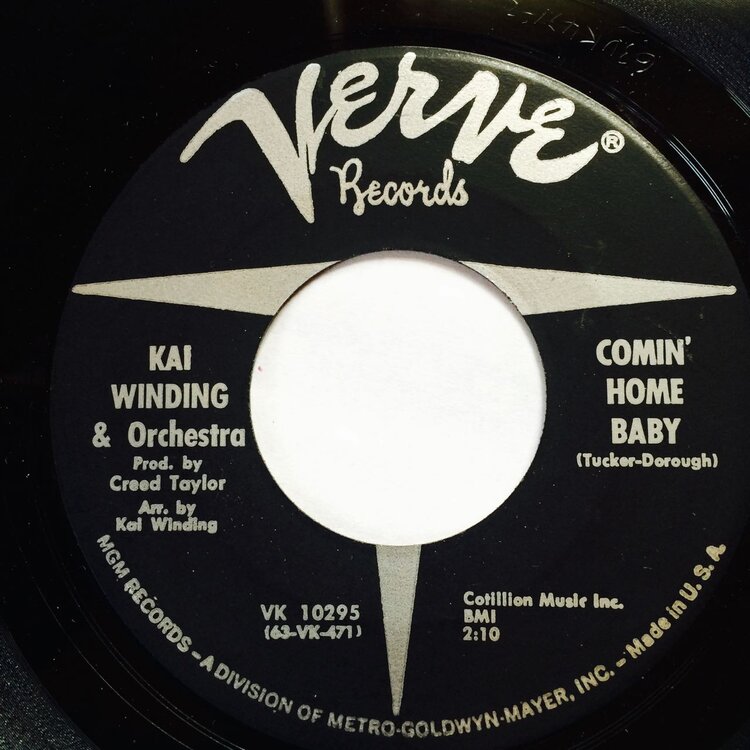 Verve®
Records
KAI
WINDING
& Orchestra
Prod. by
Creed Taylor
Arr. by
Kai Winding
COMIN'
HOME
BABY
(Tucker-Dorough)
VK 10295
(63-VK-471)
Cotillion Music Inc.
BMI
2:10
MGM RECORDS – A DIVISION OF METRO-GOLDWYN-MAYER, INC. – Made in U.S.A.